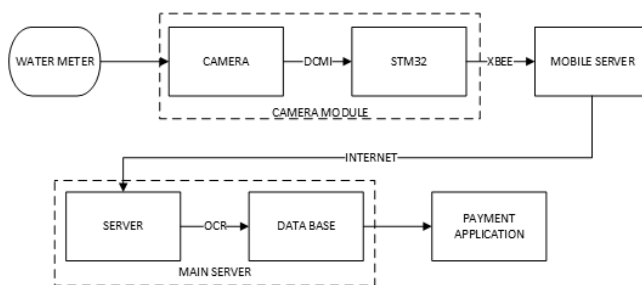 WATER METER
CAMERA
DCMI
STM32
XBEE
MOBILE SERVER
CAMERA MODULE
INTERNET
SERVER
OCR
DATA BASE
PAYMENT
APPLICATION
MAIN SERVER